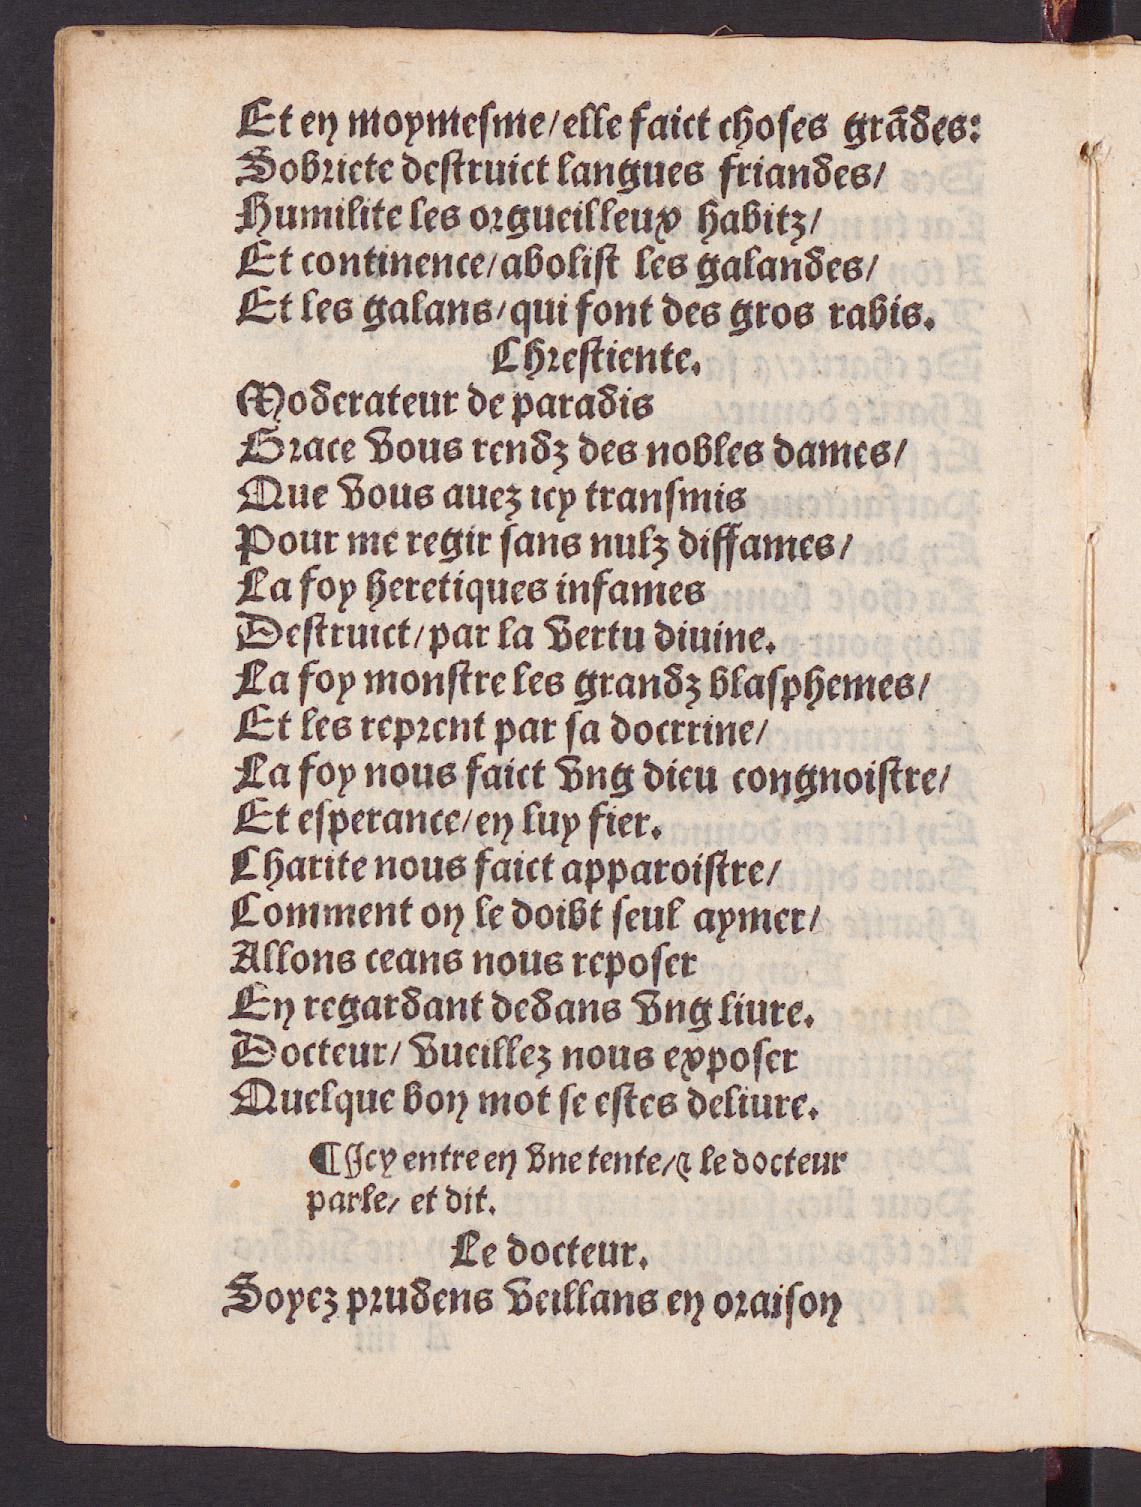 Et en moymesme/elle faict choses grãdes:
Sobriete destruict langues friandes/
Humilite les orgueilleux habitz/
Et continence/abolist les galandes/
Et les galans/qui font des gros rabis.
Chrestiente.
Moderateur de paradis
Grace vous rendz des nobles dames/
Que vous auez icy transmis
Pour me regir sans nulz diffames/
La foy heretiques infames
Destruict/par la vertu diuine.
La foy monstre les grandz blasphemes/
Et les reprent par sa docrrine/
La foy nous faict vng dieu congnoistre/
Et esperance/en luy fier.
Charite nous faict apparoistre/
Comment on le doibt seul aymer/
Allons ceans nous reposer
En regardant dedans vng liure.
Docteur/ vueillez nous exposer
Quelque bon mot se estes deliure.
¶Icy entre en vne tente/⁊ le docteur
parle/ et dit.
Le docteur.
Soyez prudens veillans en oraison